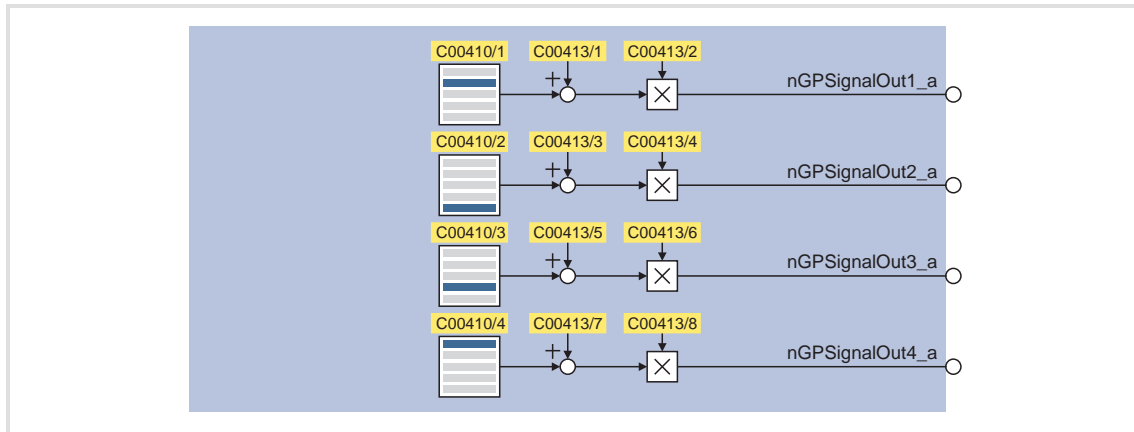 C00410/1 C00413/1 C00413/2
+
nGPSignalOut1_a
C00410/2 C00413/3 C00413/4
+
nGPSignalOut2_a
C00410/3 C00413/5 C00413/6
+
nGPSignalOut3_a
C00410/4 C00413/7 C00413/8
+
nGPSignalOut4_a